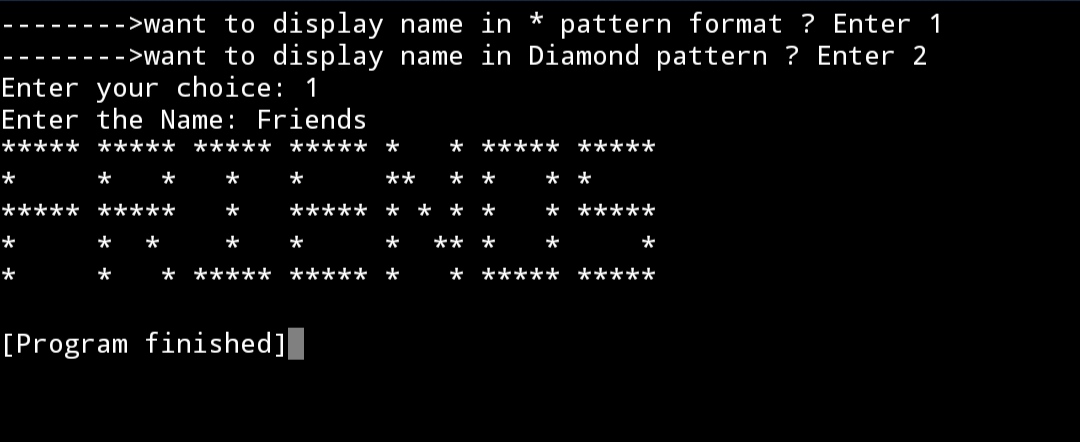 -------->want to display name in * pattern format ? Enter 1
-------->want to display name in Diamond pattern ? Enter 2
Enter your choice: 1
Enter the Name: Friends
***** ***** ***** ***** *   * ***** *****
*     *   *   *   *     **  * *   * *
***** *****   *   ***** * * * *   * *****
*     *  *    *   *     *  ** *   *     *
*     *   * ***** ***** *   * ***** *****
[Program finished]